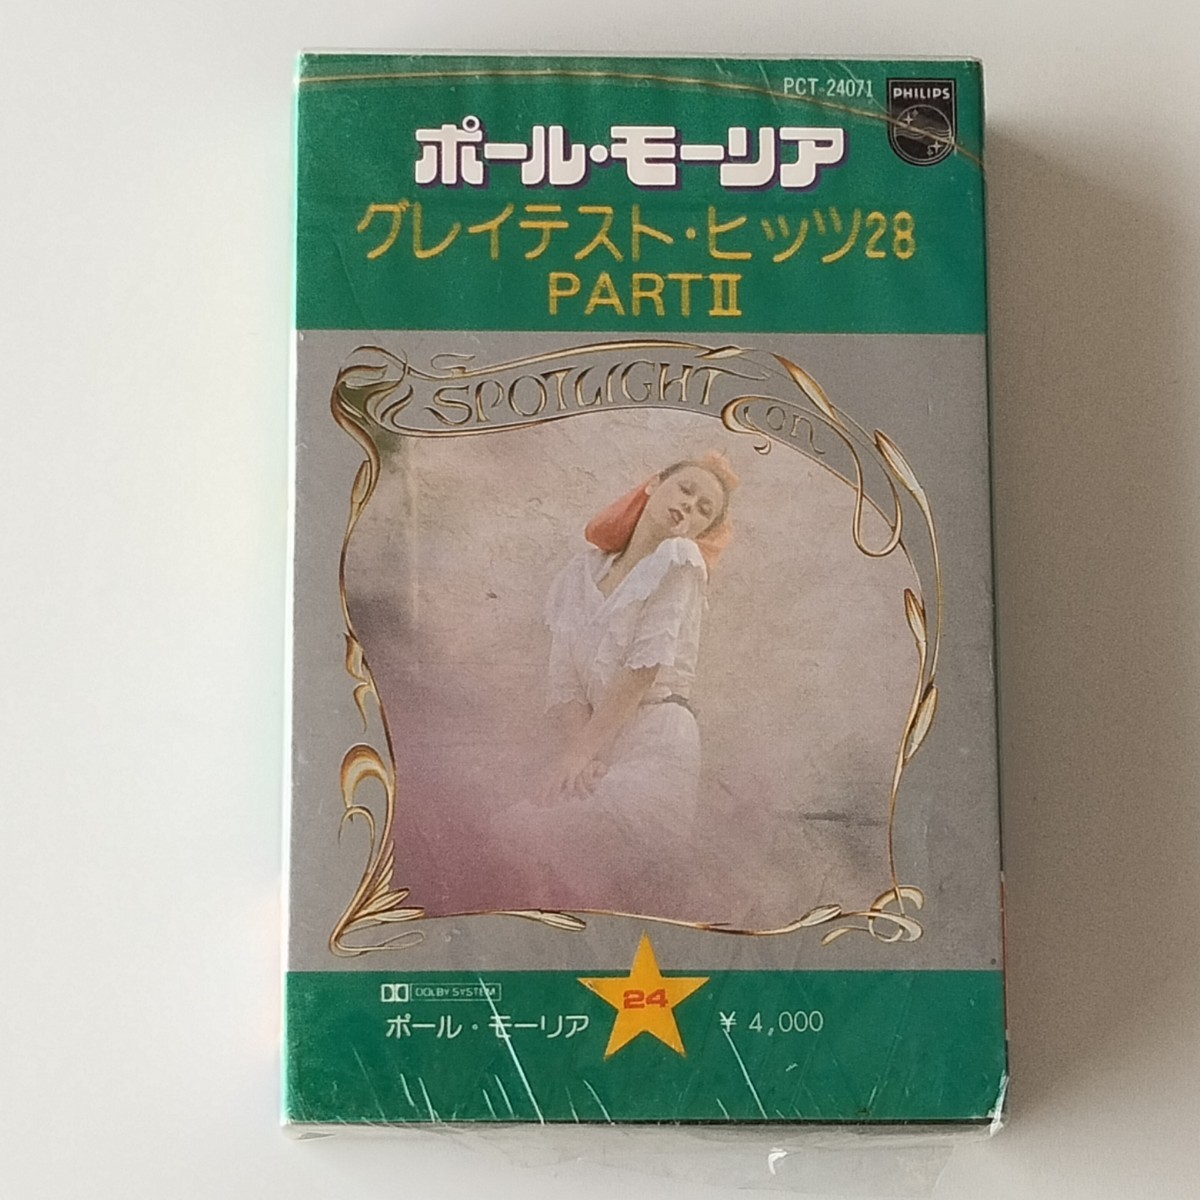 PCT-24071
PHILIPS
ポール・モーリア
グレイテスト・ヒッツ28
PARTⅡ
SPOTLIGHT
on
DOLBY SYSTEM
24
ポール・モーリア
¥ 4,000